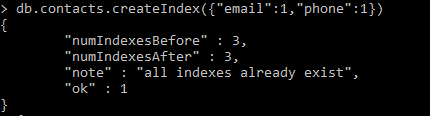 > db.contacts.createIndex({"email":1,"phone":1})
{
"numIndexesBefore" : 3,
"numIndexesAfter" : 3,
"note" : "all indexes already exist",
"ok" : 1
}